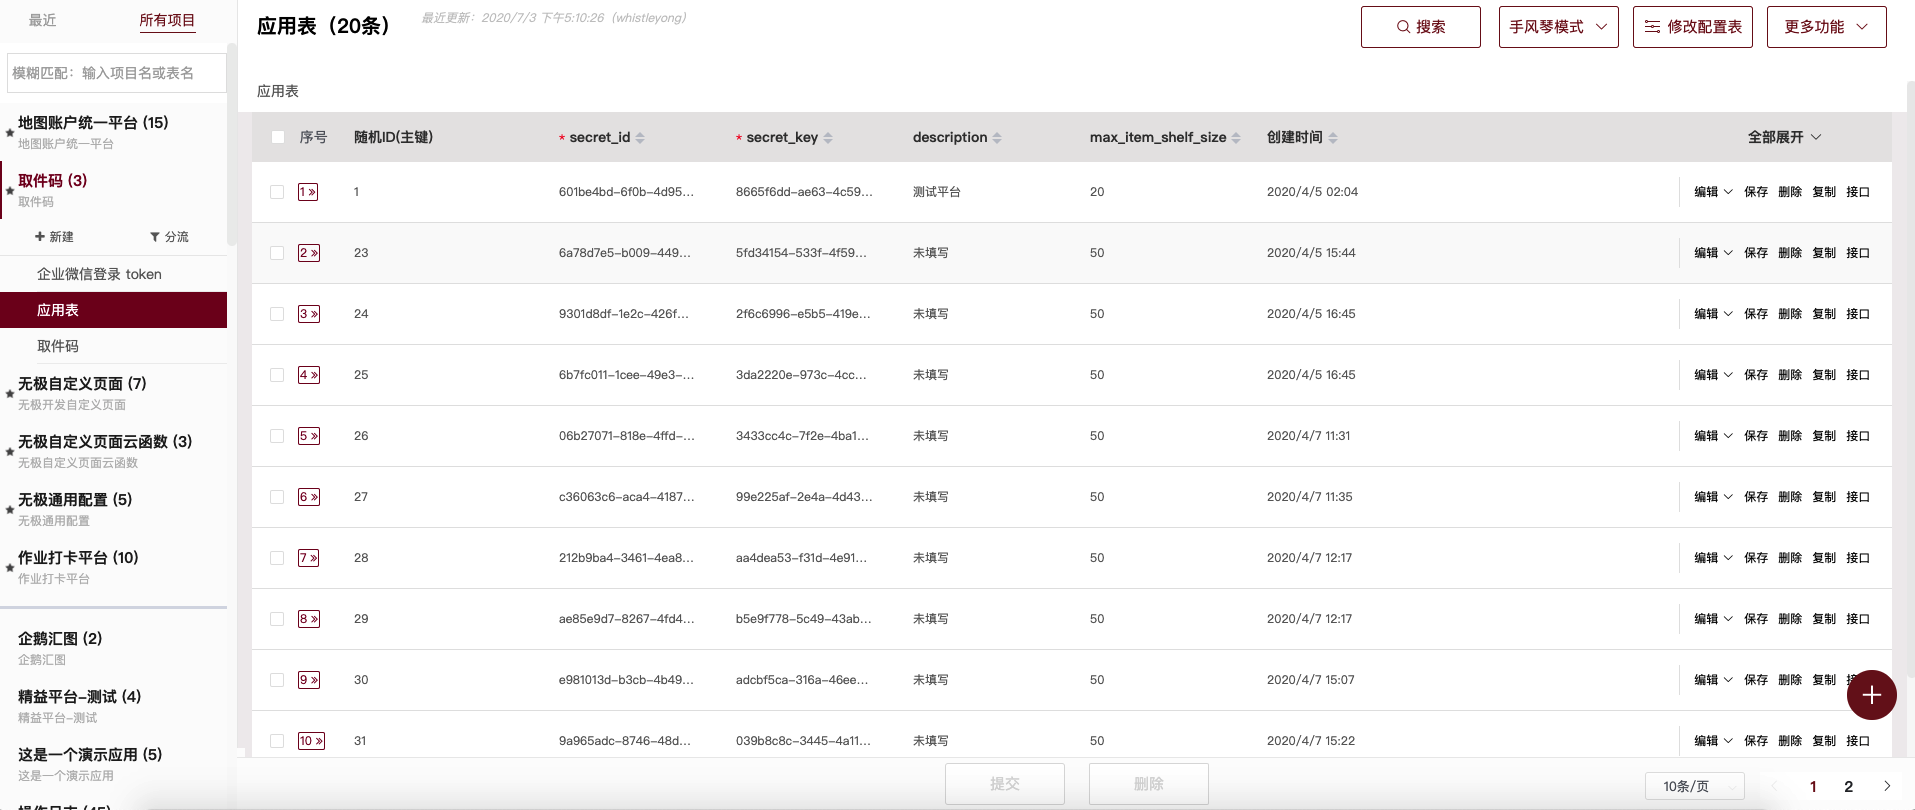 最近 所有项目
模糊匹配：输入项目名或表名
地图账户统一平台 (15)
地图账户统一平台
取件码 (3)
取件码
新建 分流
企业微信登录 token
应用表
取件码
无极自定义页面 (7)
无极开发自定义页面
无极自定义页面云函数 (3)
无极自定义页面云函数
无极通用配置 (5)
无极通用配置
作业打卡平台 (10)
作业打卡平台
企鹅汇图 (2)
企鹅汇图
精益平台-测试 (4)
精益平台-测试
这是一个演示应用 (5)
这是一个演示应用
应用表（20条） 最近更新：2020/7/3 下午5:10:26（whistleyong）
搜索 手风琴模式 修改配置表 更多功能
应用表
序号 随机ID(主键) * secret_id * secret_key description max_item_shelf_size 创建时间 全部展开
1 » 1 601be4bd-6f0b-4d95... 8665f6dd-ae63-4c59... 测试平台 20 2020/4/5 02:04 编辑 保存 删除 复制 接口
2 » 23 6a78d7e5-b009-449... 5fd34154-533f-4f59... 未填写 50 2020/4/5 15:44 编辑 保存 删除 复制 接口
3 » 24 9301d8df-1e2c-426f... 2f6c6996-e5b5-419e... 未填写 50 2020/4/5 16:45 编辑 保存 删除 复制 接口
4 » 25 6b7fc011-1cee-49e3-... 3da2220e-973c-4cc... 未填写 50 2020/4/5 16:45 编辑 保存 删除 复制 接口
5 » 26 06b27071-818e-4ffd-... 3433cc4c-7f2e-4ba1... 未填写 50 2020/4/7 11:31 编辑 保存 删除 复制 接口
6 » 27 c36063c6-aca4-4187... 99e225af-2e4a-4d43... 未填写 50 2020/4/7 11:35 编辑 保存 删除 复制 接口
7 » 28 212b9ba4-3461-4ea8... aa4dea53-f31d-4e91... 未填写 50 2020/4/7 12:17 编辑 保存 删除 复制 接口
8 » 29 ae85e9d7-8267-4fd4... b5e9f778-5c49-43ab... 未填写 50 2020/4/7 12:17 编辑 保存 删除 复制 接口
9 » 30 e981013d-b3cb-4b49... adcbf5ca-316a-46ee... 未填写 50 2020/4/7 15:07 编辑 保存 删除 复制
10 » 31 9a965adc-8746-48d... 039b8c8c-3445-4a11... 未填写 50 2020/4/7 15:22 编辑 保存 删除 复制 接口
提交 删除
10条/页 1 2